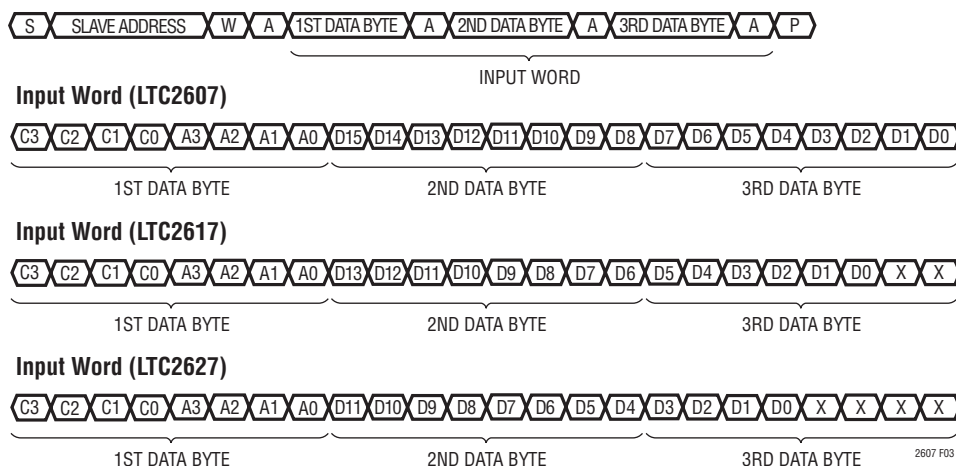 S SLAVE ADDRESS W A 1ST DATA BYTE A 2ND DATA BYTE A 3RD DATA BYTE A P
INPUT WORD
Input Word (LTC2607)
C3 C2 C1 C0 A3 A2 A1 A0 D15 D14 D13 D12 D11 D10 D9 D8 D7 D6 D5 D4 D3 D2 D1 D0
1ST DATA BYTE 2ND DATA BYTE 3RD DATA BYTE
Input Word (LTC2617)
C3 C2 C1 C0 A3 A2 A1 A0 D13 D12 D11 D10 D9 D8 D7 D6 D5 D4 D3 D2 D1 D0 X X
1ST DATA BYTE 2ND DATA BYTE 3RD DATA BYTE
Input Word (LTC2627)
C3 C2 C1 C0 A3 A2 A1 A0 D11 D10 D9 D8 D7 D6 D5 D4 D3 D2 D1 D0 X X X X
1ST DATA BYTE 2ND DATA BYTE 3RD DATA BYTE 2607 F03